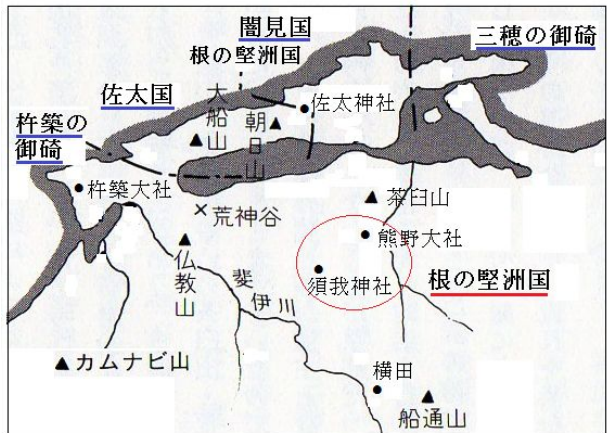 闇見国
三穂の御碕
根の堅洲国
佐太国
大船山
朝日山
佐太神社
杵築の
御碕
杵築大社
荒神谷
茶臼山
熊野大社
仏教山
須我神社
根の堅洲国
斐伊川
カムナビ山
横田
船通山